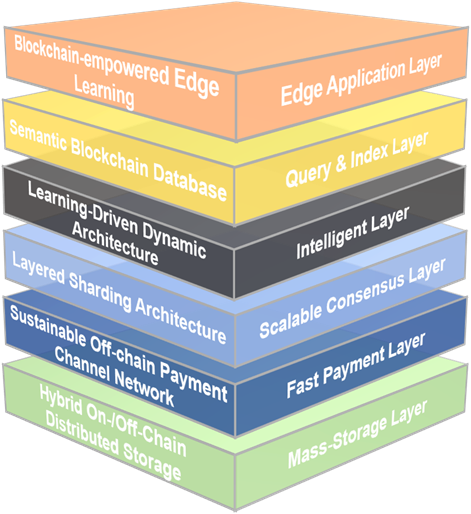 Blockchain-empowered Edge
Learning
Edge Application Layer
Semantic Blockchain Database
Query & Index Layer
Learning-Driven Dynamic
Architecture
Intelligent Layer
Layered Sharding Architecture
Scalable Consensus Layer
Sustainable Off-chain Payment
Channel Network
Fast Payment Layer
Hybrid On-/Off-Chain
Distributed Storage
Mass-Storage Layer